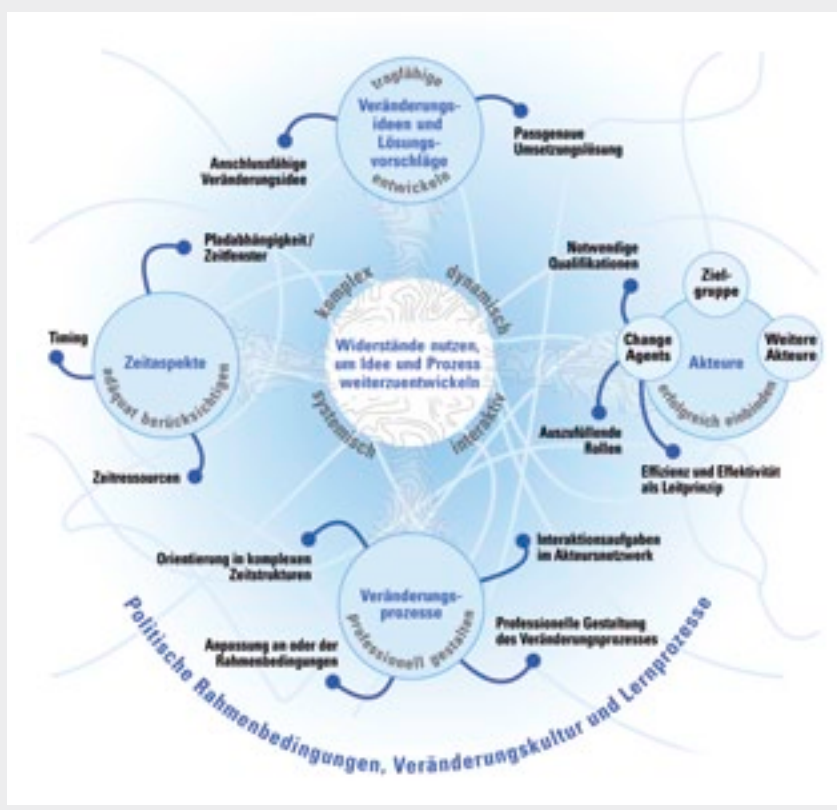 tragfähige
Veränderungs-
ideen und
Lösungs-
vorschläge
entwickeln
Anschlussfähige
Veränderungsidee
Passgenaue
Umsetzungslösung
Pfadabhängigkeit/
Zeitfenster
Timing
Zeitaspekte
adäquat berücksichtigen
Zeitressourcen
komplex
dynamisch
Widerstände nutzen,
um Idee und Prozess
weiterzuentwickeln
systemisch
interaktiv
Notwendige
Qualifikationen
Ziel-
gruppe
Change
Agents
Akteure
Weitere
Akteure
erfolgreich einbinden
Auszufüllende
Rollen
Effizienz und Effektivität
als Leitprinzip
Orientierung in komplexen
Zeitstrukturen
Interaktionsaufgaben
im Akteursnetzwerk
Veränderungs-
prozesse
professionell gestalten
Anpassung an oder der
Rahmenbedingungen
Professionelle Gestaltung
des Veränderungsprozesses
Politische Rahmenbedingungen, Veränderungskultur und Lernprozesse